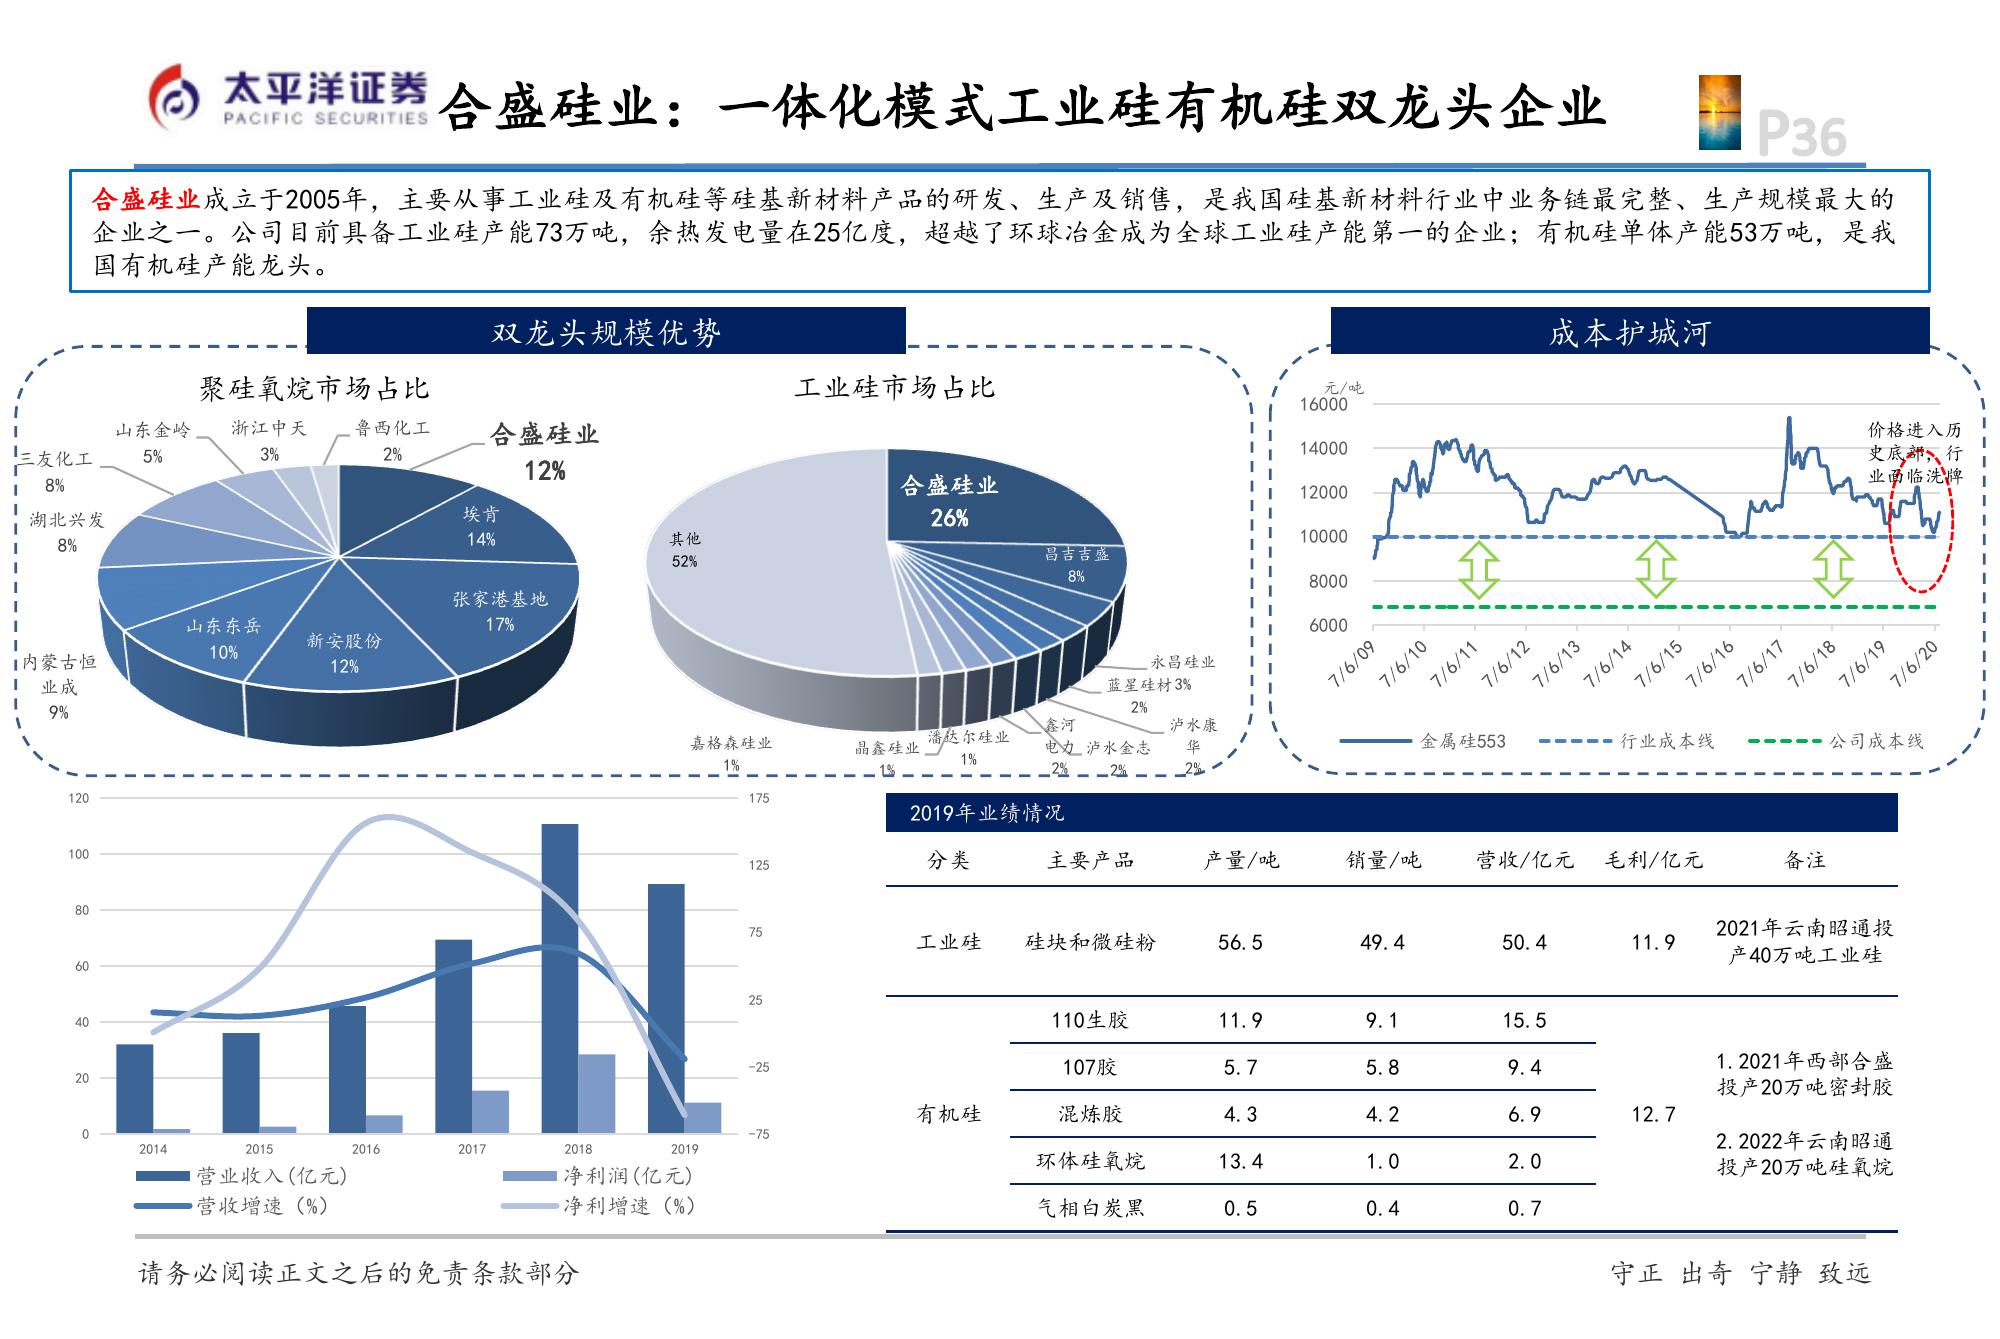 太平洋证券
PACIFIC SECURITIES
合盛硅业：一体化模式工业硅有机硅双龙头企业
P36
合盛硅业成立于2005年，主要从事工业硅及有机硅等硅基新材料产品的研发、生产及销售，是我国硅基新材料行业中业务链最完整、生产规模最大的
企业之一。公司目前具备工业硅产能73万吨，余热发电量在25亿度，超越了环球冶金成为全球工业硅产能第一的企业；有机硅单体产能53万吨，是我
国有机硅产能龙头。
双龙头规模优势
聚硅氧烷市场占比
合盛硅业
12%
埃肯
14%
张家港基地
17%
新安股份
12%
山东东岳
10%
内蒙古恒
业成
9%
湖北兴发
8%
三友化工
8%
山东金岭
5%
浙江中天
3%
鲁西化工
2%
工业硅市场占比
合盛硅业
26%
昌吉吉盛
8%
永昌硅业
3%
蓝星硅材
2%
泸水康
华
2%
泸水金志
2%
鑫河
电力
2%
潘达尔硅业
1%
晶鑫硅业
1%
嘉格森硅业
1%
其他
52%
成本护城河
元/吨
16000
14000
12000
10000
8000
6000
价格进入历
史底部，行
业面临洗牌
7/6/09
7/6/10
7/6/11
7/6/12
7/6/13
7/6/14
7/6/15
7/6/16
7/6/17
7/6/18
7/6/19
7/6/20
金属硅553
行业成本线
公司成本线
120
100
80
60
40
20
0
175
125
75
25
-25
-75
2014 2015 2016 2017 2018 2019
营业收入(亿元)
净利润(亿元)
营收增速（%）
净利增速（%）
2019年业绩情况
分类 主要产品 产量/吨 销量/吨 营收/亿元 毛利/亿元 备注
工业硅 硅块和微硅粉 56.5 49.4 50.4 11.9
2021年云南昭通投
产40万吨工业硅
有机硅
110生胶 11.9 9.1 15.5
107胶 5.7 5.8 9.4
混炼胶 4.3 4.2 6.9
环体硅氧烷 13.4 1.0 2.0
气相白炭黑 0.5 0.4 0.7
12.7
1.2021年西部合盛
投产20万吨密封胶
2.2022年云南昭通
投产20万吨硅氧烷
请务必阅读正文之后的免责条款部分
守正 出奇 宁静 致远